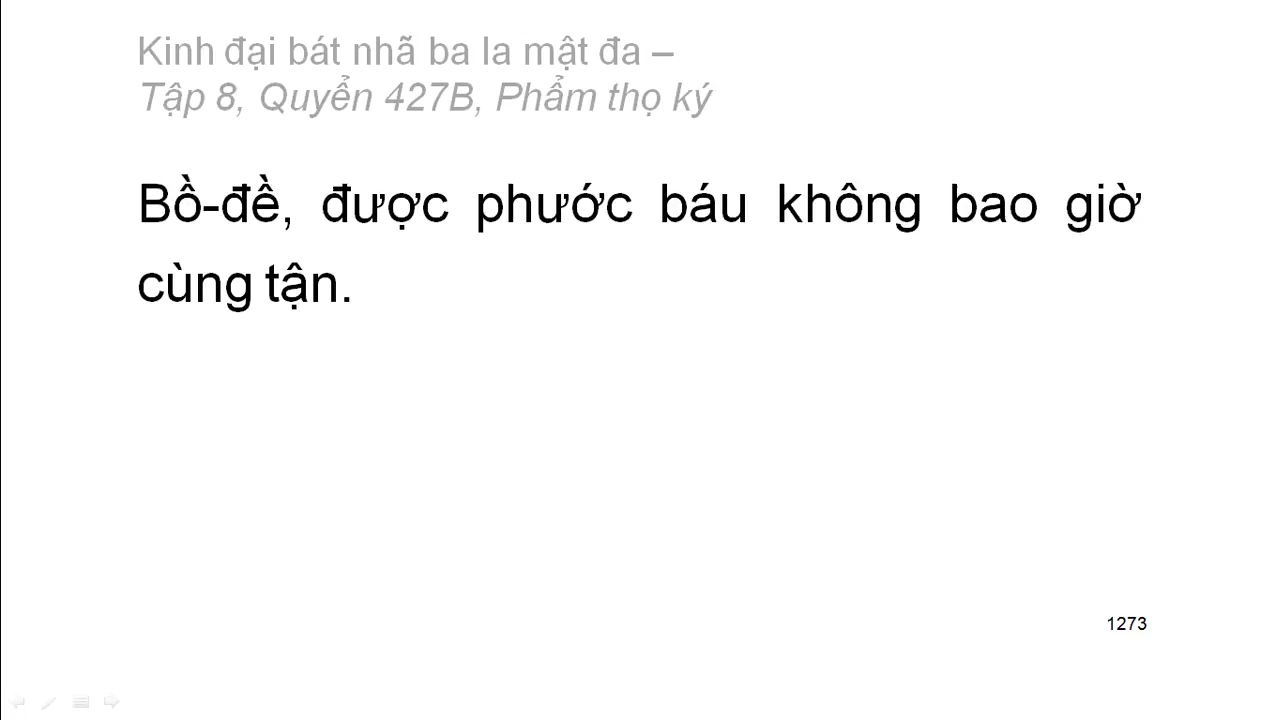 Kinh đại bát nhã ba la mật đa –
Tập 8, Quyển 427B, Phẩm thọ ký
Bồ-đề, được phước báu không bao giờ
cùng tận.
1273